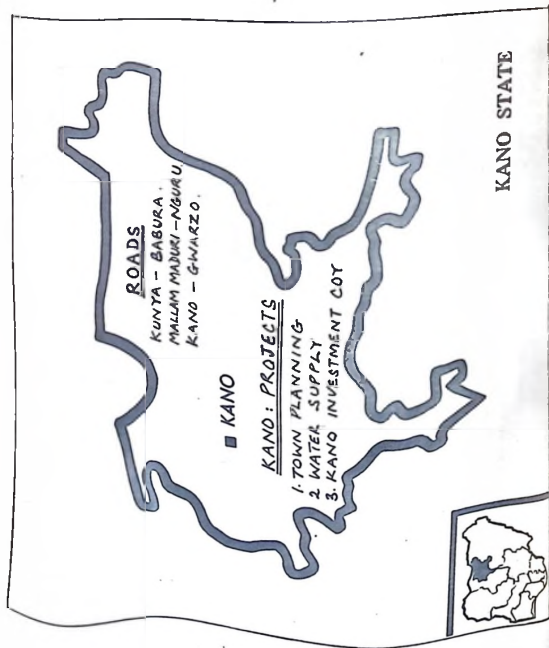 ROADS
KUNYA - BABURA.
MALLAM MADURI - NGURU
KANO - GWARZO.
KANO
KANO: PROJECTS
1. TOWN PLANNING
2 WATER SUPPLY
3. KANO INVESTMENT COY
KANO STATE